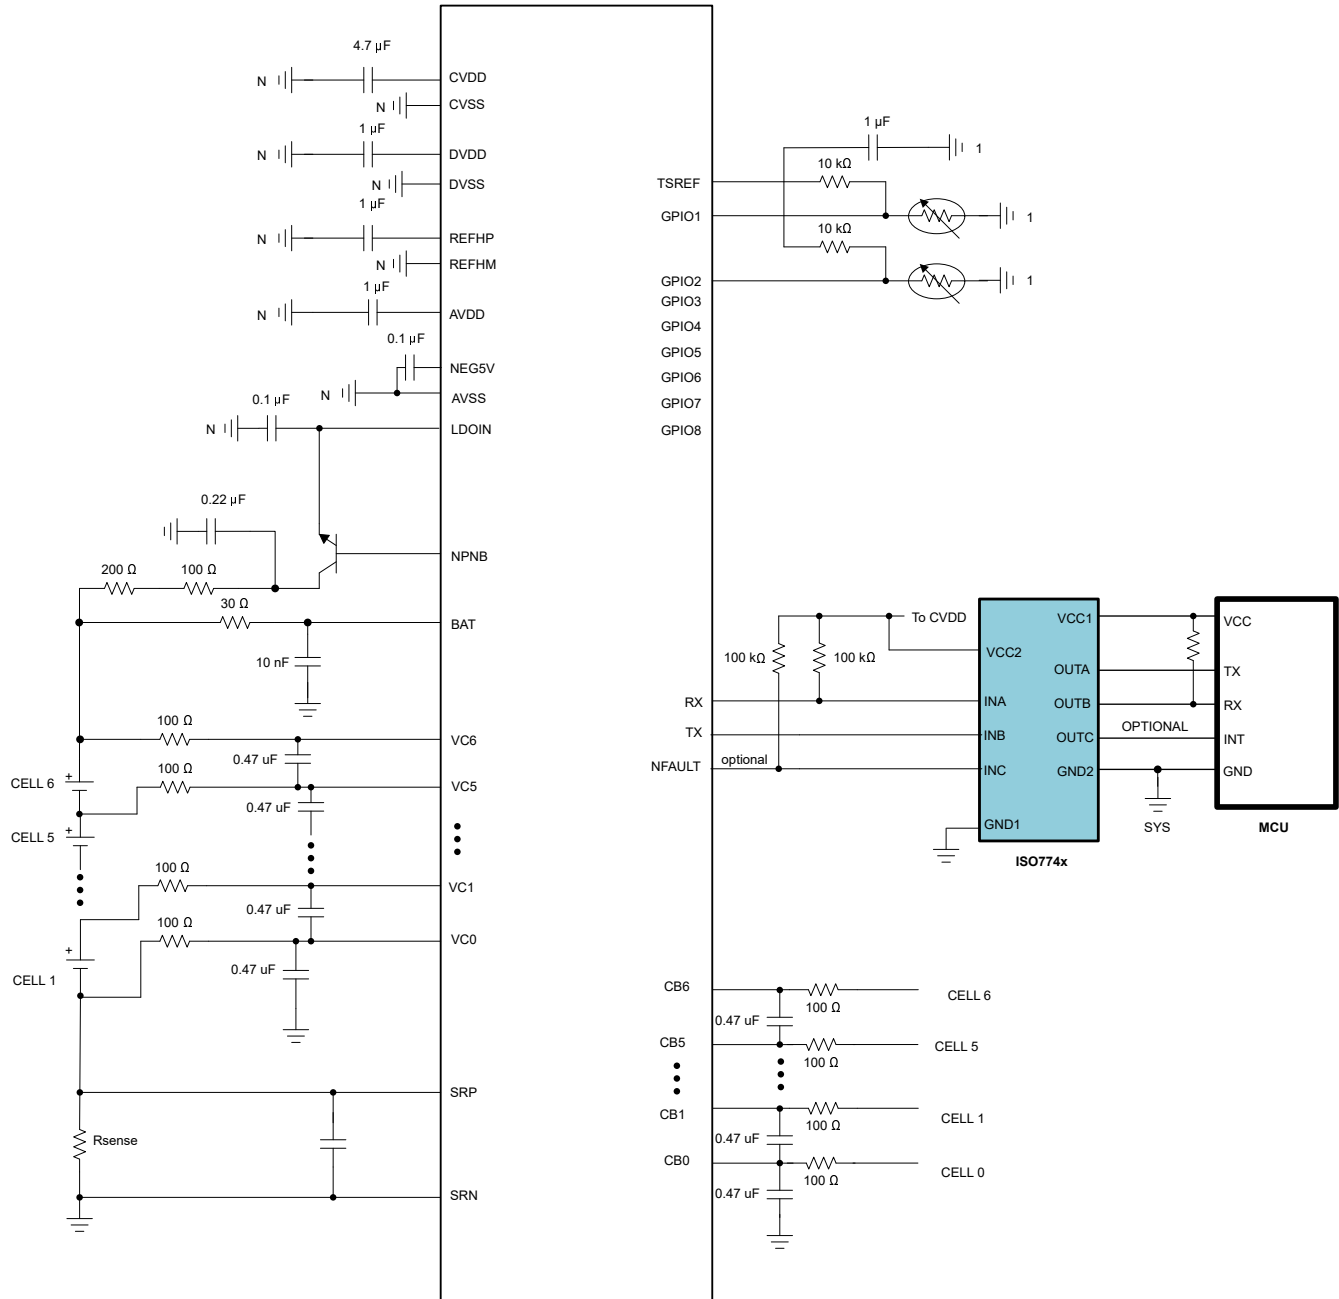 4.7 µF
N
CVDD
N
CVSS
1 µF
N
DVDD
N
DVSS
1 µF
N
REFHP
N
REFHM
1 µF
N
AVDD
0.1 µF
NEG5V
N
AVSS
0.1 µF
N
LDOIN
0.22 µF
NPNB
200 Ω
100 Ω
30 Ω
BAT
10 nF
100 Ω
VC6
0.47 uF
100 Ω
CELL 6
+
VC5
0.47 uF
CELL 5
+
100 Ω
VC1
0.47 uF
100 Ω
VC0
+
0.47 uF
CELL 1
SRP
Rsense
SRN
1 µF
1
10 kΩ
TSREF
GPIO1
1
10 kΩ
GPIO2
1
GPIO3
GPIO4
GPIO5
GPIO6
GPIO7
GPIO8
To CVDD
100 kΩ
100 kΩ
RX
TX
NFAULT
optional
VCC1
VCC2
OUTA
INA
OUTB
INB
OUTC
INC
GND2
GND1
ISO774x
OPTIONAL
SYS
VCC
TX
RX
INT
GND
MCU
CB6
CELL 6
100 Ω
0.47 uF
CB5
CELL 5
100 Ω
CB1
CELL 1
100 Ω
0.47 uF
CB0
CELL 0
100 Ω
0.47 uF